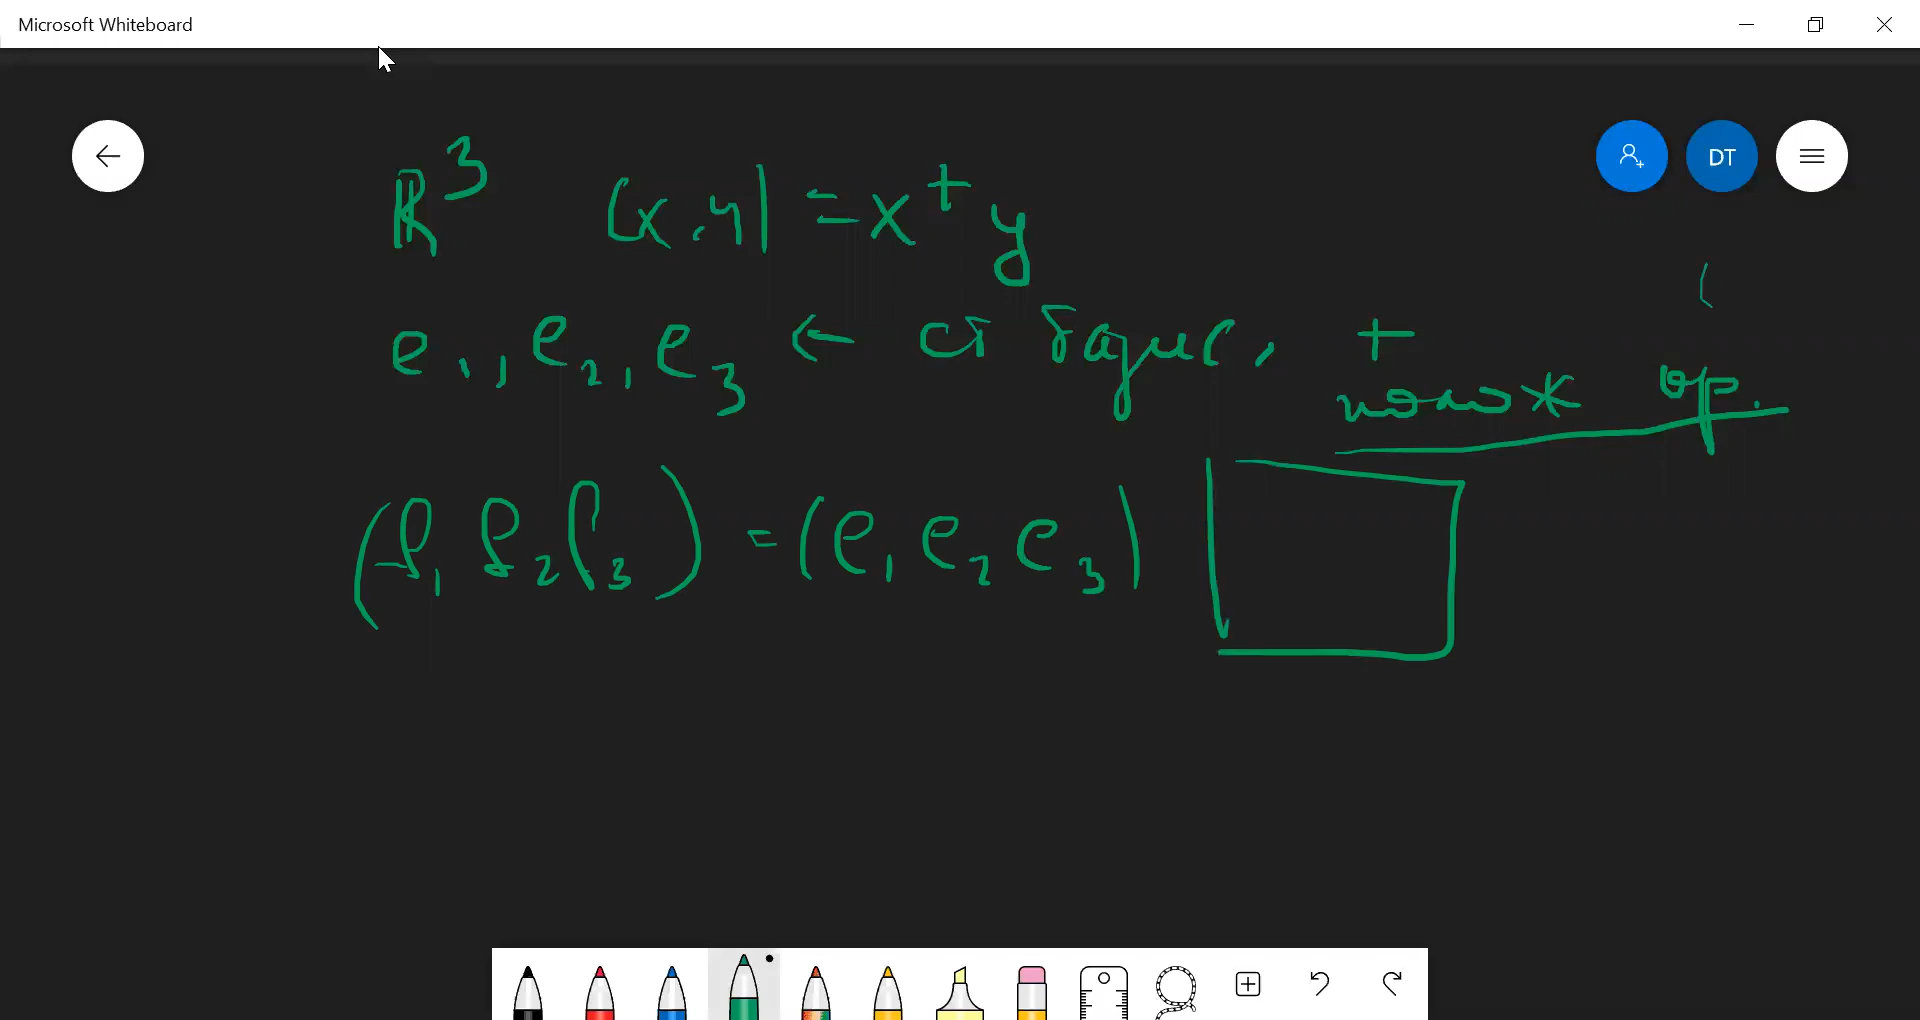 Microsoft Whiteboard
DT
ℝ³ (x,y) = xᵀy
e₁, e₂, e₃ ← ст базис, +
полож ор.
(f₁ f₂ f₃) = (e₁ e₂ e₃)